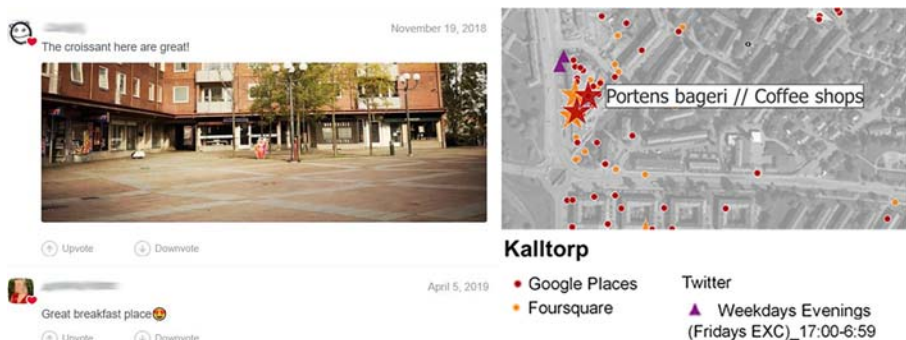 November 19, 2018
The croissant here are great!
Upvote
Downvote
April 5, 2019
Great breakfast place😍
Upvote
Downvote
Portens bageri // Coffee shops
Kalltorp
Google Places
Foursquare
Twitter
Weekdays Evenings
(Fridays EXC)_17:00-6:59